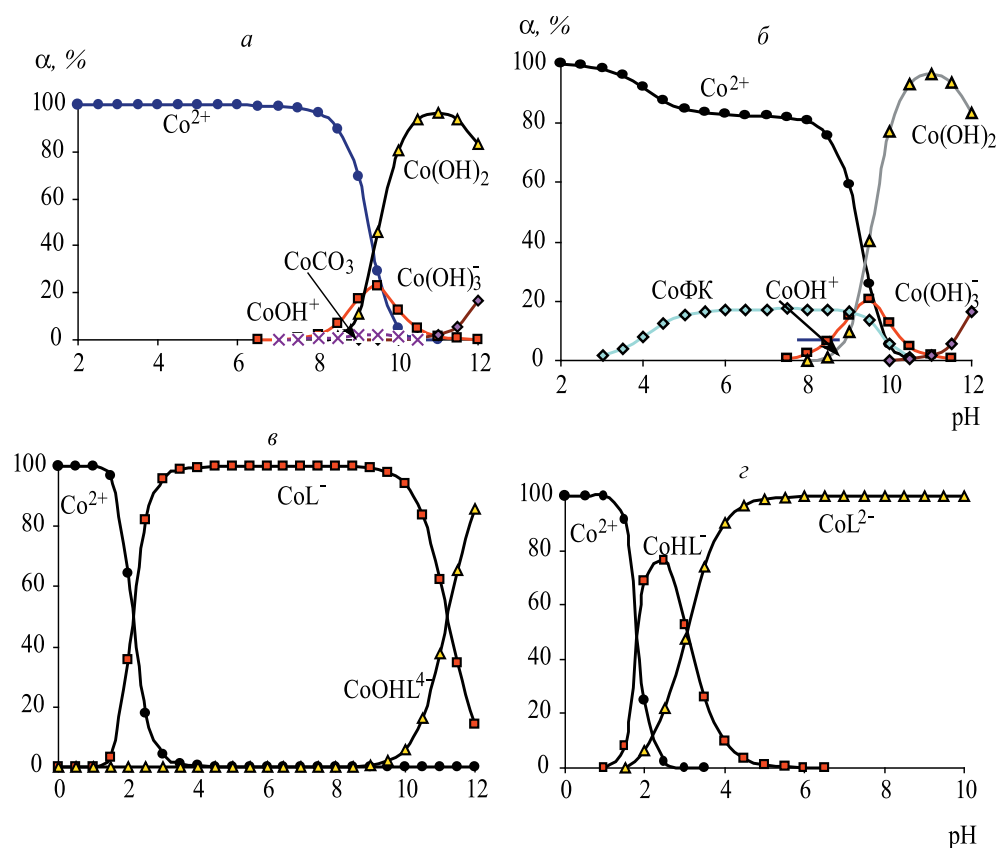 а
α, %
100
80
60
40
20
0
2 4 6 8 10 12
Co²⁺
Co(OH)₂
CoCO₃
CoOH⁺
Co(OH)₃⁻
б
α, %
100
80
60
40
20
0
2 4 6 8 10 12
pH
Co²⁺
Co(OH)₂
CoФК
CoOH⁺
Co(OH)₃⁻
в
100
80
60
40
20
0
0 2 4 6 8 10 12
Co²⁺
CoL⁻
CoOHL⁴⁻
г
100
80
60
40
20
0
0 2 4 6 8 10
pH
Co²⁺
CoHL⁻
CoL²⁻